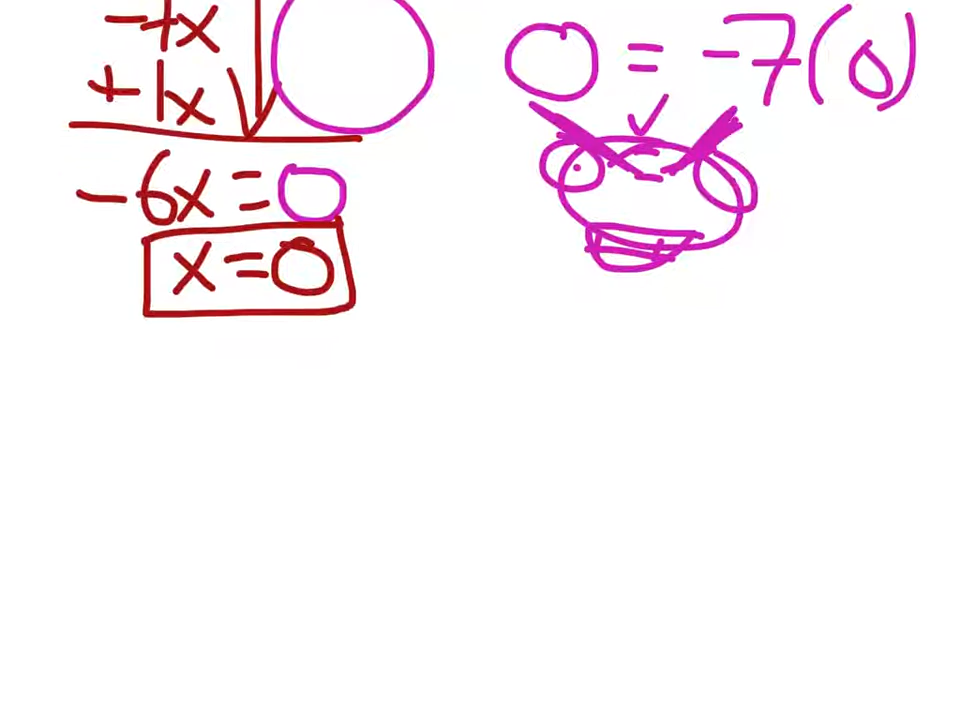 -7x
+1x
-6x = 0
x = 0
0 = -7(0)